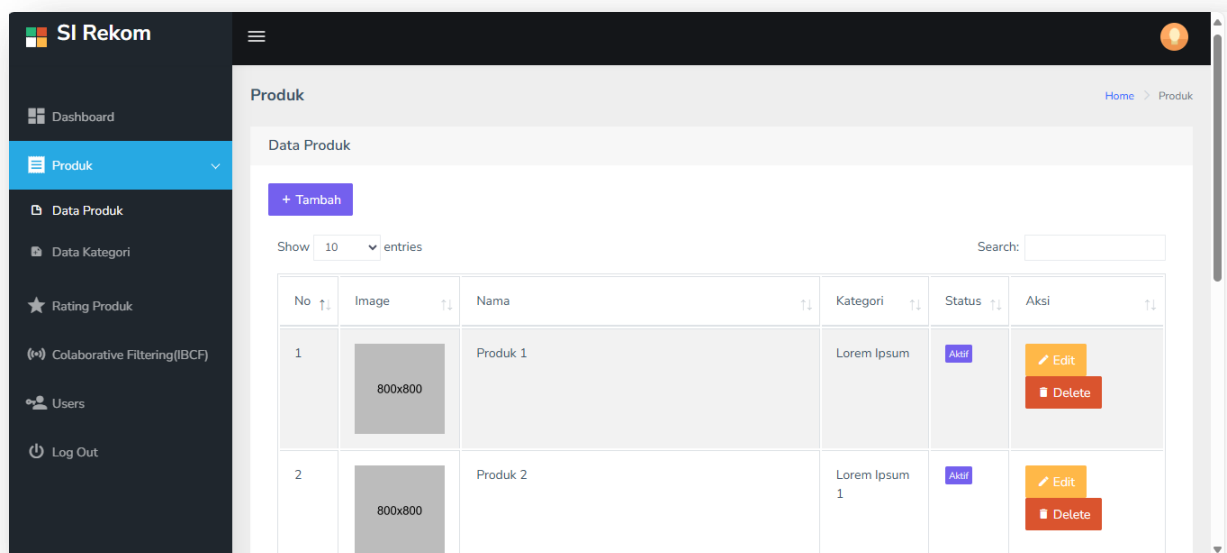 SI Rekom
Dashboard
Produk
Data Produk
Data Kategori
Rating Produk
Colaborative Filtering(IBCF)
Users
Log Out
Produk
Home > Produk
Data Produk
+ Tambah
Show 10 entries
Search:
No Image Nama Kategori Status Aksi
1 800x800 Produk 1 Lorem Ipsum Aktif Edit
Delete
2 800x800 Produk 2 Lorem Ipsum Aktif Edit
1 Delete